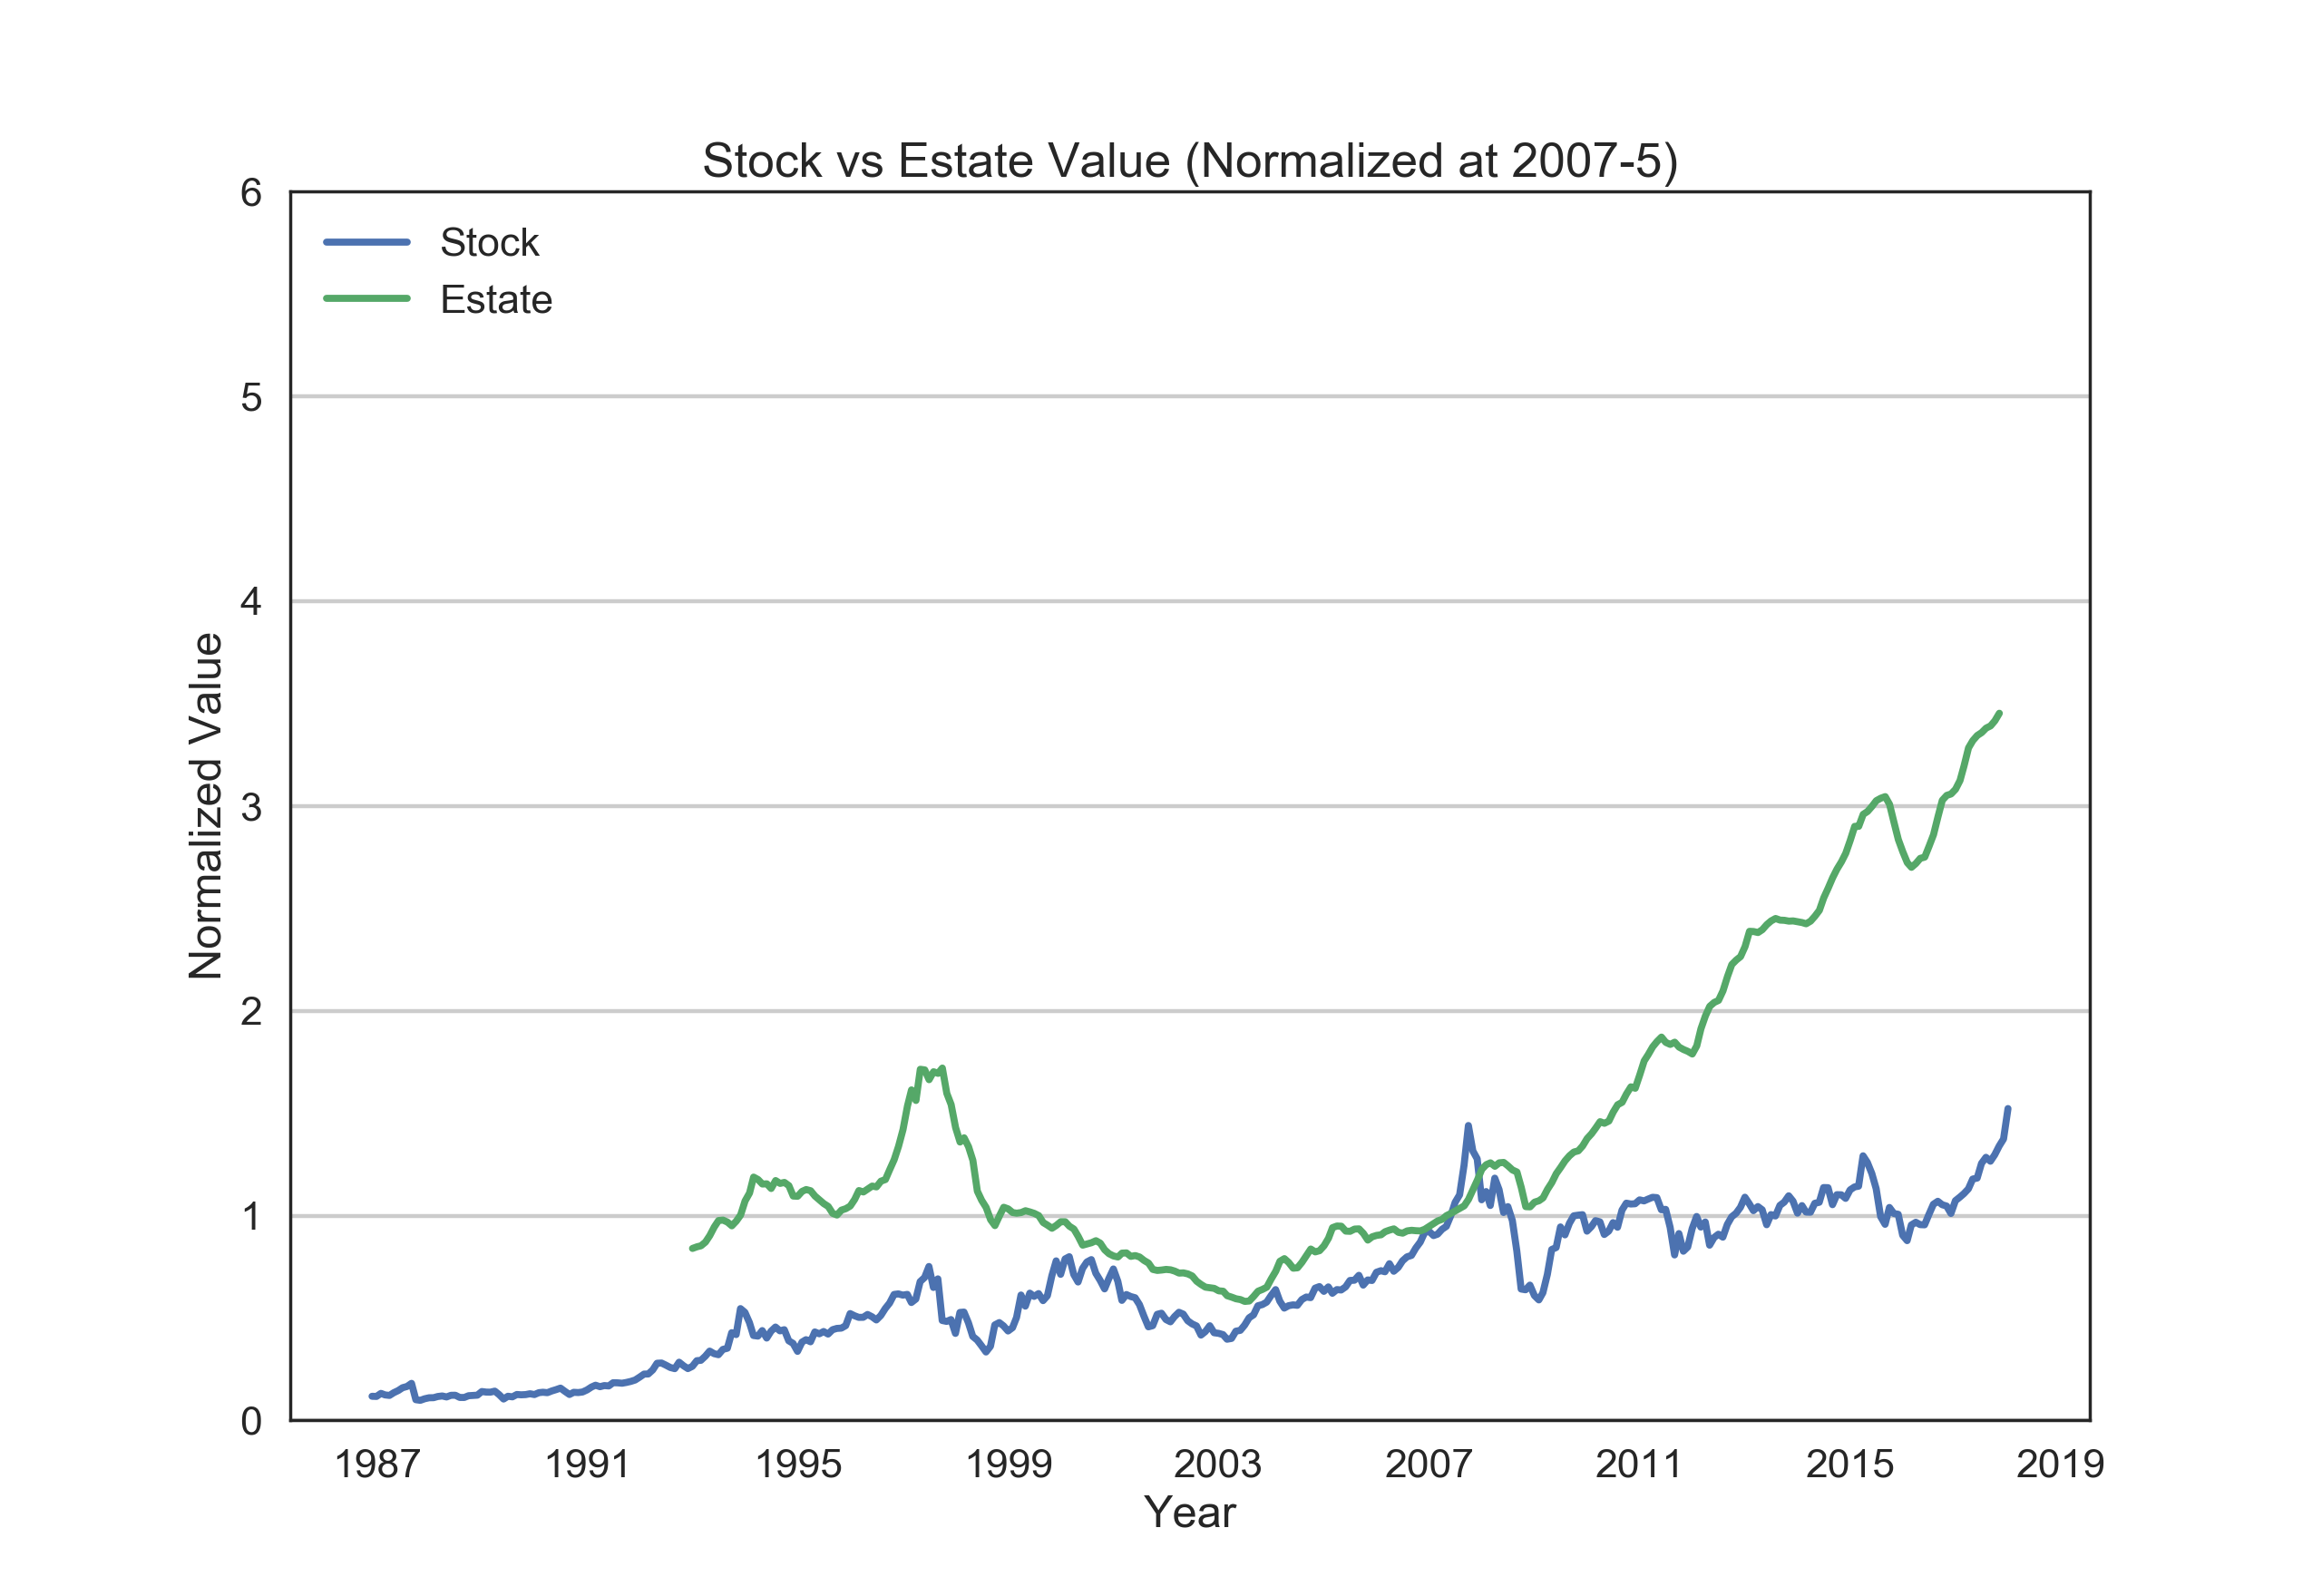 Stock vs Estate Value (Normalized at 2007-5)
6
Stock
Estate
5
4
3
2
1
0
Normalized Value
1987 1991 1995 1999 2003 2007 2011 2015 2019
Year